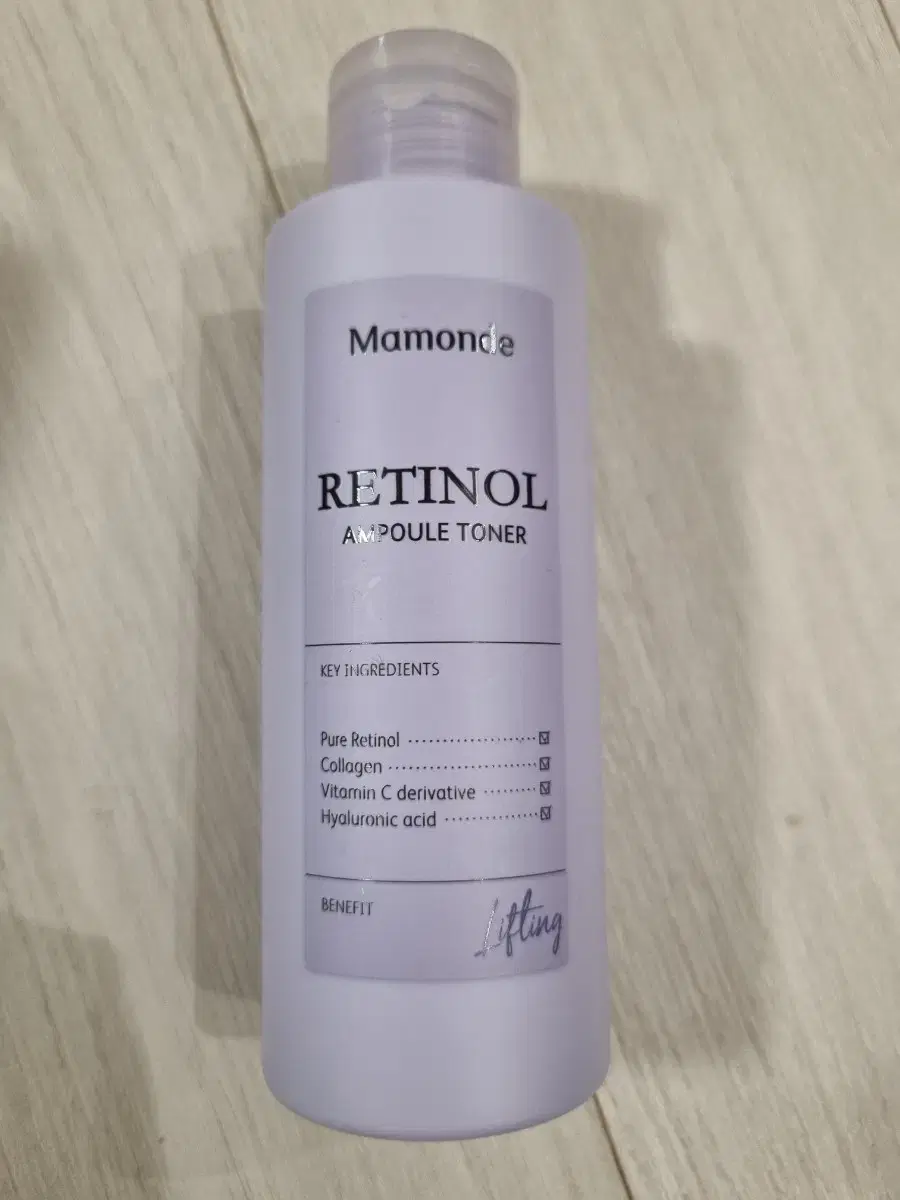 Mamonde
RETINOL
AMPOULE TONER
KEY INGREDIENTS
Pure Retinol ☑
Collagen ☑
Vitamin C derivative ☑
Hyaluronic acid ☑
BENEFIT
Lifting